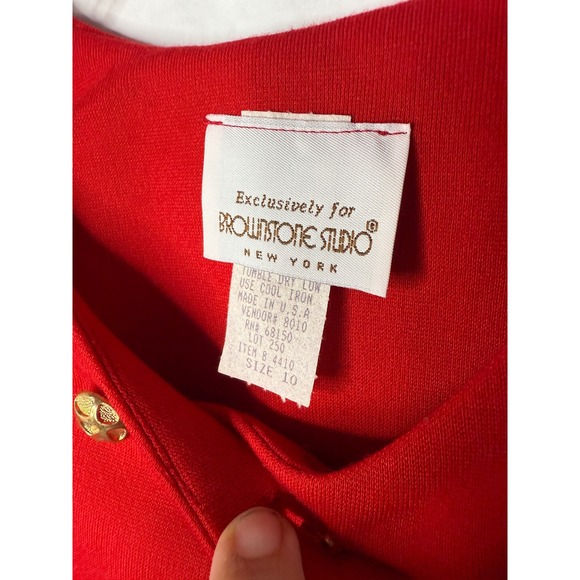 Exclusively for
BROWNSTONE STUDIO®
NEW YORK
TUMBLE DRY LOW
USE COOL IRON
MADE IN U.S.A
VENDOR# 8010
RN# 68150
LOT 250
ITEM 8 4410
SIZE 10